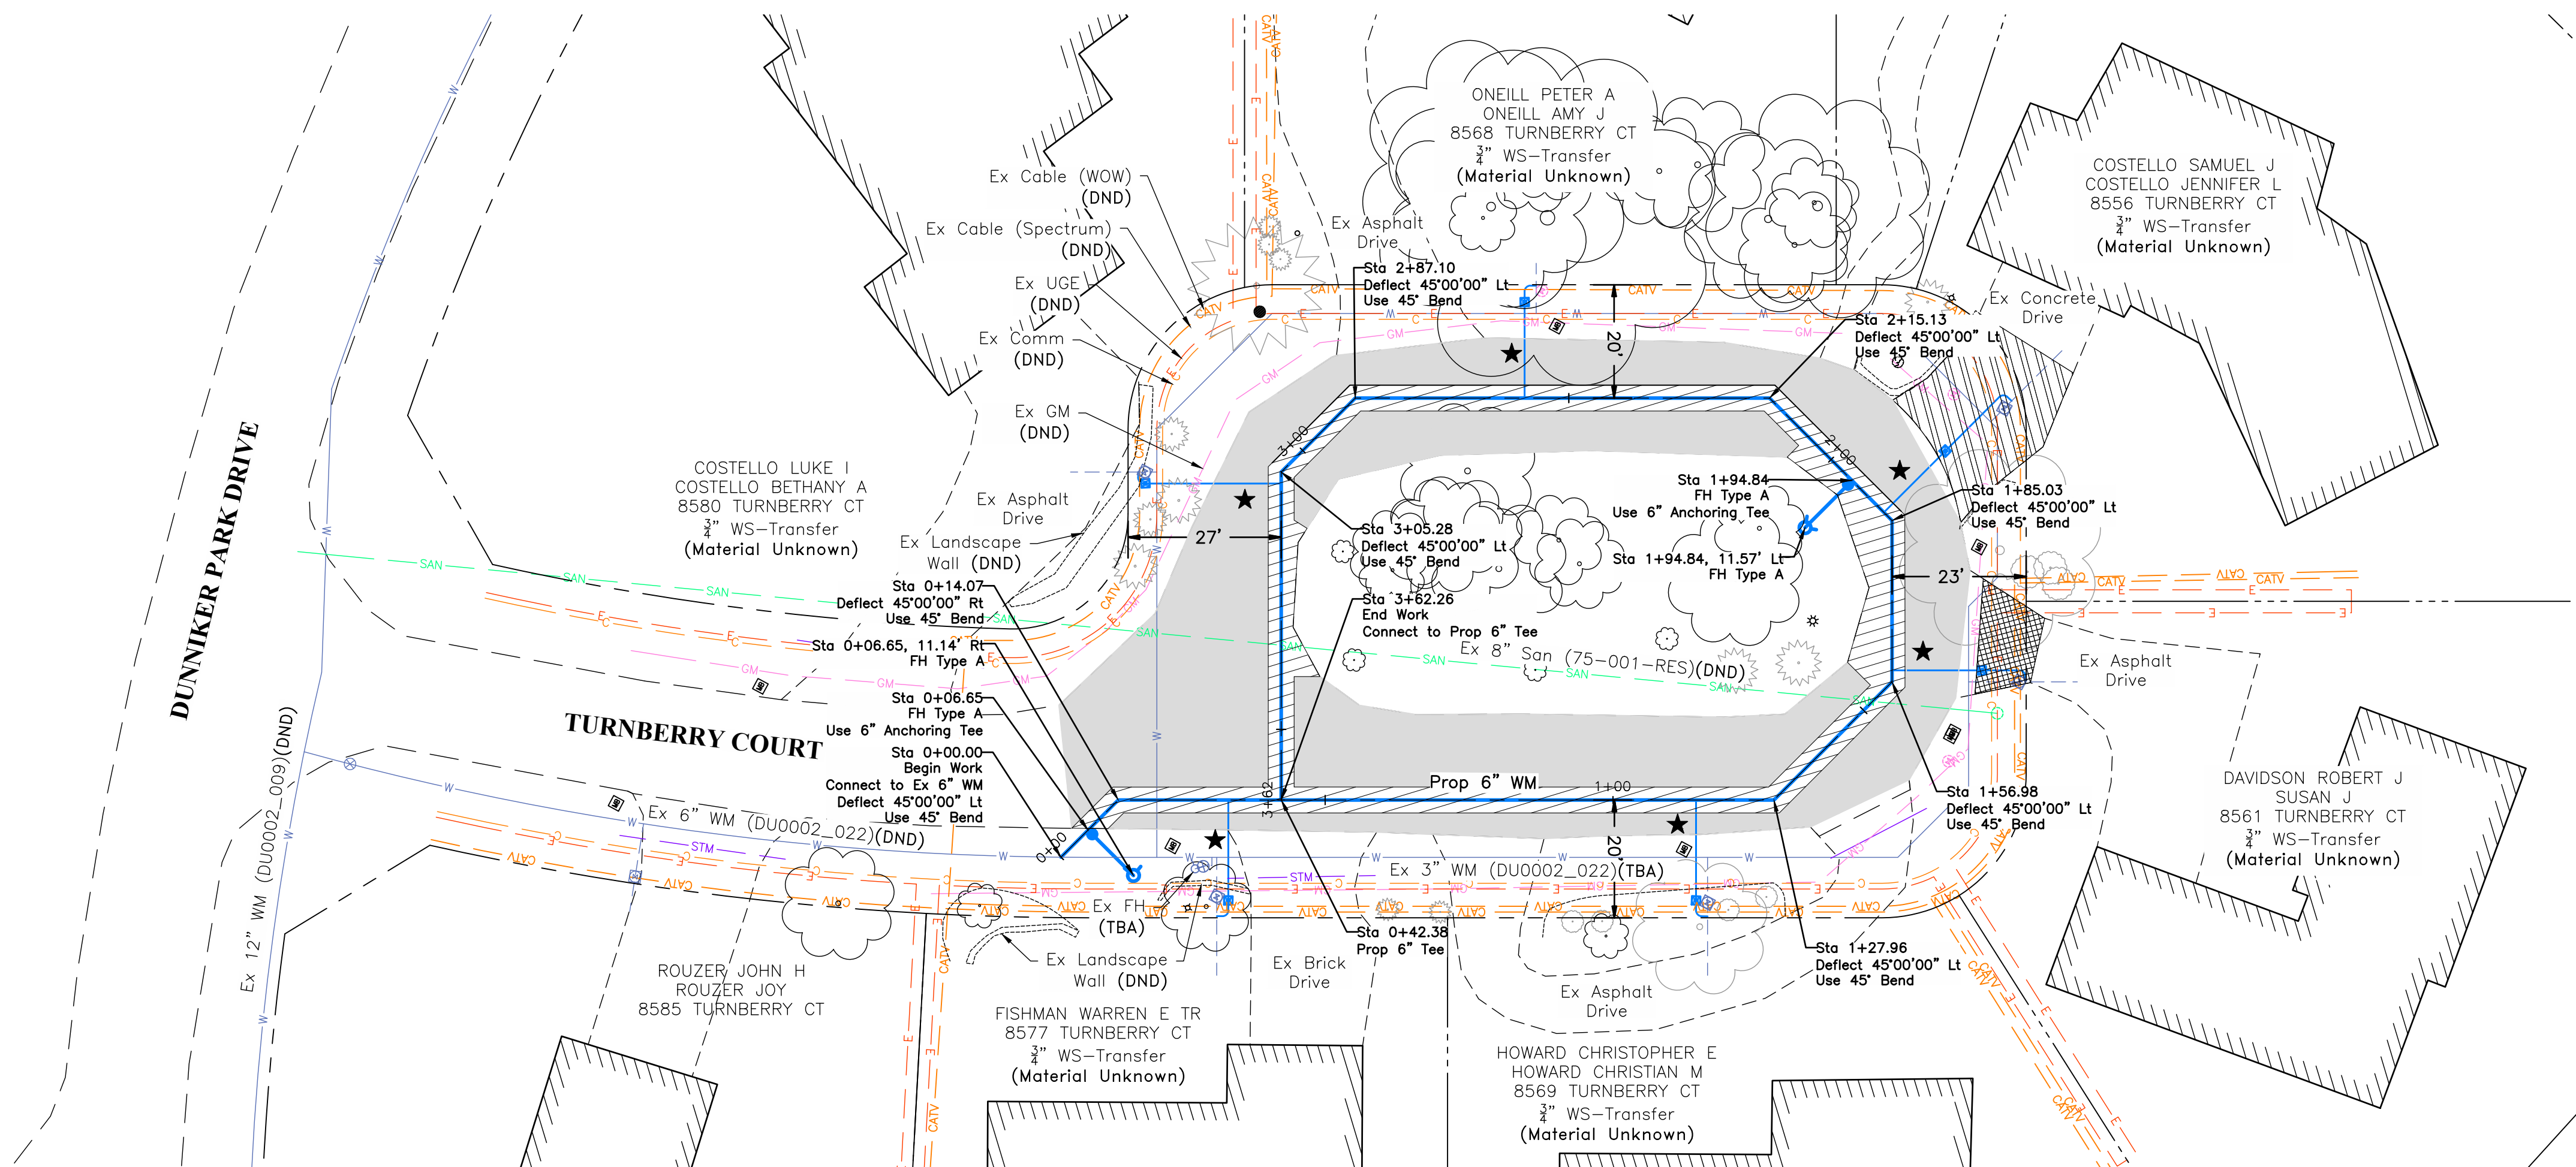 ONEILL PETER A
ONEILL AMY J
8568 TURNBERRY CT
3/4" WS-Transfer
(Material Unknown)
COSTELLO SAMUEL J
COSTELLO JENNIFER L
8556 TURNBERRY CT
3/4" WS-Transfer
(Material Unknown)
Ex Cable (WOW)
(DND)
Ex Cable (Spectrum)
(DND)
Ex UGE
(DND)
Ex Comm
(DND)
Ex GM
(DND)
Ex Asphalt
Drive
Ex Asphalt
Drive
Ex Landscape
Wall (DND)
Ex Concrete
Drive
Sta 2+87.10
Deflect 45°00'00" Lt
Use 45° Bend
20'
Sta 2+15.13
Deflect 45°00'00" Lt
Use 45° Bend
3+00
2+00
DUNNIKER PARK DRIVE
COSTELLO LUKE I
COSTELLO BETHANY A
8580 TURNBERRY CT
3/4" WS-Transfer
(Material Unknown)
27'
Sta 1+94.84
FH Type A
Use 6" Anchoring Tee
Sta 1+94.84, 11.57' Lt
FH Type A
Sta 1+85.03
Deflect 45°00'00" Lt
Use 45° Bend
23'
Sta 3+05.28
Deflect 45°00'00" Lt
Use 45° Bend
Sta 3+62.26
End Work
Connect to Prop 6" Tee
Ex 8" San (75-001-RES)(DND)
Ex Asphalt
Drive
Sta 0+14.07
Deflect 45°00'00" Rt
Use 45° Bend
Sta 0+06.65, 11.14' Rt
FH Type A
Sta 0+06.65
FH Type A
Use 6" Anchoring Tee
Sta 0+00.00
Begin Work
Connect to Ex 6" WM
Deflect 45°00'00" Lt
Use 45° Bend
TURNBERRY COURT
Ex 12" WM (DU0002_009)(DND)
Ex 6" WM (DU0002_022)(DND)
0+00
3+62
Prop 6" WM
1+00
20'
Ex 3" WM (DU0002_022)(TBA)
Sta 1+56.98
Deflect 45°00'00" Lt
Use 45° Bend
DAVIDSON ROBERT J
SUSAN J
8561 TURNBERRY CT
3/4" WS-Transfer
(Material Unknown)
Ex FH
(TBA)
Ex Landscape
Wall (DND)
Sta 0+42.38
Prop 6" Tee
Ex Brick
Drive
Sta 1+27.96
Deflect 45°00'00" Lt
Use 45° Bend
Ex Asphalt
Drive
ROUZER JOHN H
ROUZER JOY
8585 TURNBERRY CT
FISHMAN WARREN E TR
8577 TURNBERRY CT
3/4" WS-Transfer
(Material Unknown)
HOWARD CHRISTOPHER E
HOWARD CHRISTIAN M
8569 TURNBERRY CT
3/4" WS-Transfer
(Material Unknown)